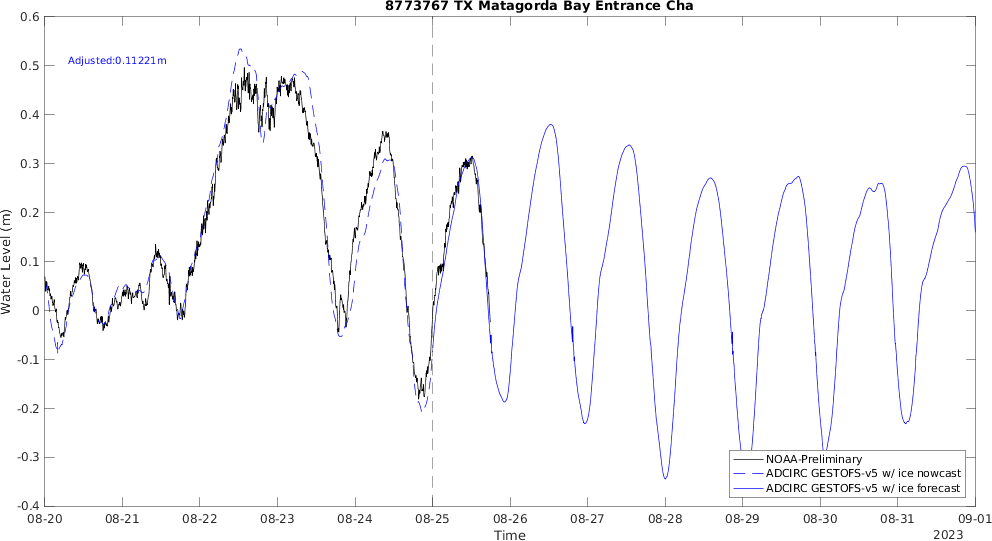 8773767 TX Matagorda Bay Entrance Cha
Adjusted:0.11221m
0.6
0.5
0.4
0.3
0.2
0.1
0
-0.1
-0.2
-0.3
-0.4
Water Level (m)
NOAA-Preliminary
ADCIRC GESTOFS-v5 w/ ice nowcast
ADCIRC GESTOFS-v5 w/ ice forecast
08-20 08-21 08-22 08-23 08-24 08-25 08-26 08-27 08-28 08-29 08-30 08-31 09-01
Time
2023